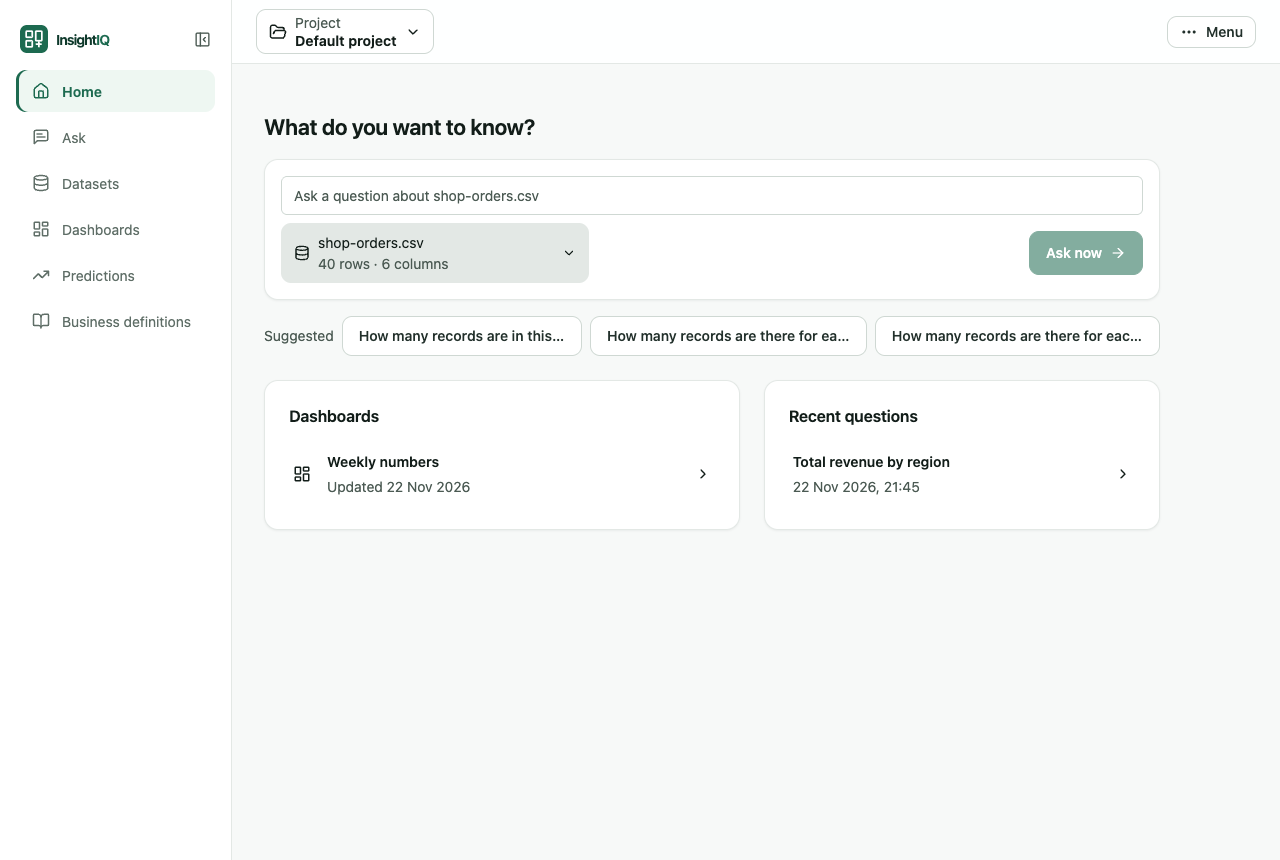 InsightIQ
Project
Default project
Menu
Home
Ask
Datasets
Dashboards
Predictions
Business definitions
What do you want to know?
Ask a question about shop-orders.csv
shop-orders.csv
40 rows · 6 columns
Ask now
Suggested
How many records are in this...
How many records are there for ea...
How many records are there for eac...
Dashboards
Weekly numbers
Updated 22 Nov 2026
Recent questions
Total revenue by region
22 Nov 2026, 21:45